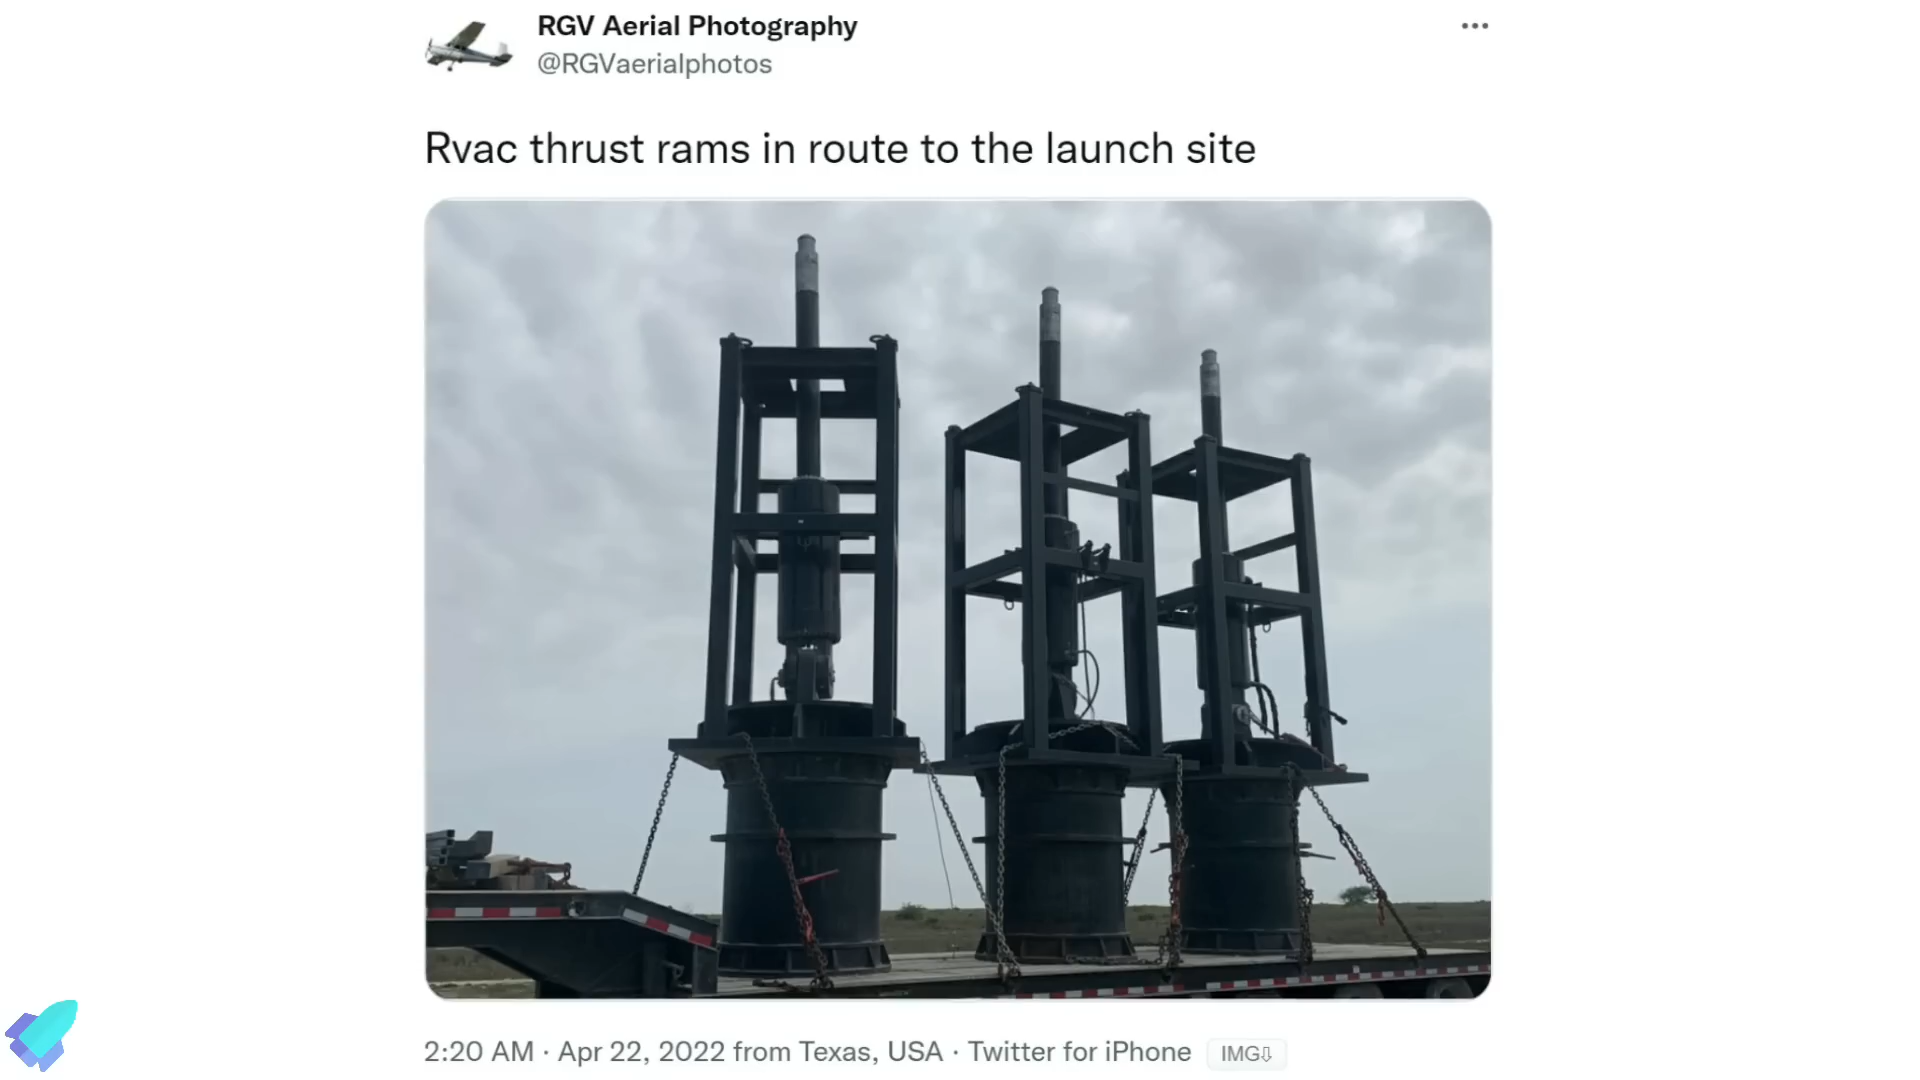 RGV Aerial Photography
@RGVaerialphotos
Rvac thrust rams in route to the launch site
2:20 AM · Apr 22, 2022 from Texas, USA · Twitter for iPhone IMG⇩